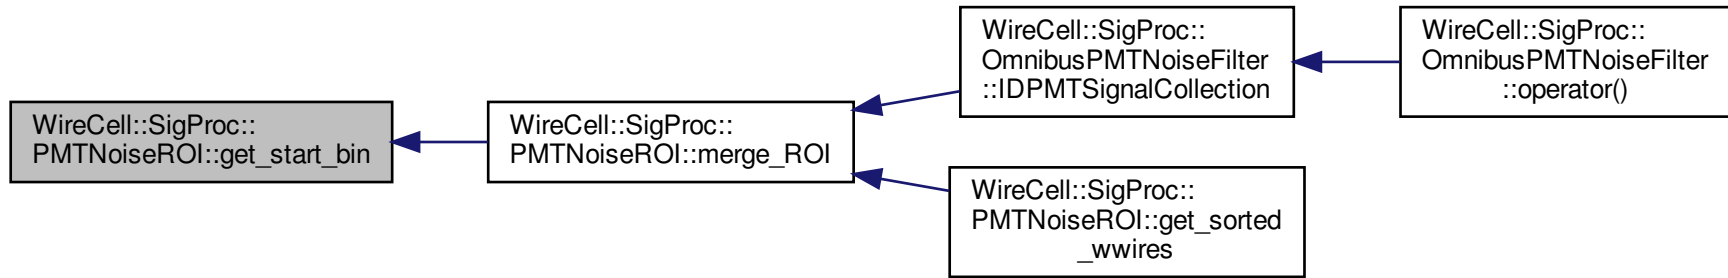 WireCell::SigProc::
PMTNoiseROI::get_start_bin
WireCell::SigProc::
PMTNoiseROI::merge_ROI
WireCell::SigProc::
OmnibusPMTNoiseFilter
::IDPMTSignalCollection
WireCell::SigProc::
OmnibusPMTNoiseFilter
::operator()
WireCell::SigProc::
PMTNoiseROI::get_sorted
_wwires